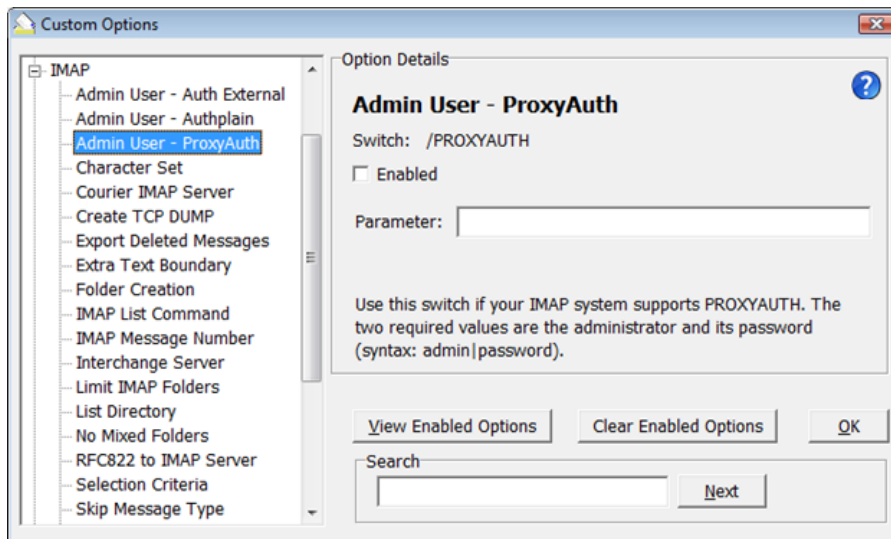 Custom Options
IMAP
Admin User - Auth External
Admin User - Authplain
Admin User - ProxyAuth
Character Set
Courier IMAP Server
Create TCP DUMP
Export Deleted Messages
Extra Text Boundary
Folder Creation
IMAP List Command
IMAP Message Number
Interchange Server
Limit IMAP Folders
List Directory
No Mixed Folders
RFC822 to IMAP Server
Selection Criteria
Skip Message Type
Option Details
Admin User - ProxyAuth
Switch: /PROXYAUTH
Enabled
Parameter:
Use this switch if your IMAP system supports PROXYAUTH. The
two required values are the administrator and its password
(syntax: admin|password).
View Enabled Options
Clear Enabled Options
OK
Search
Next